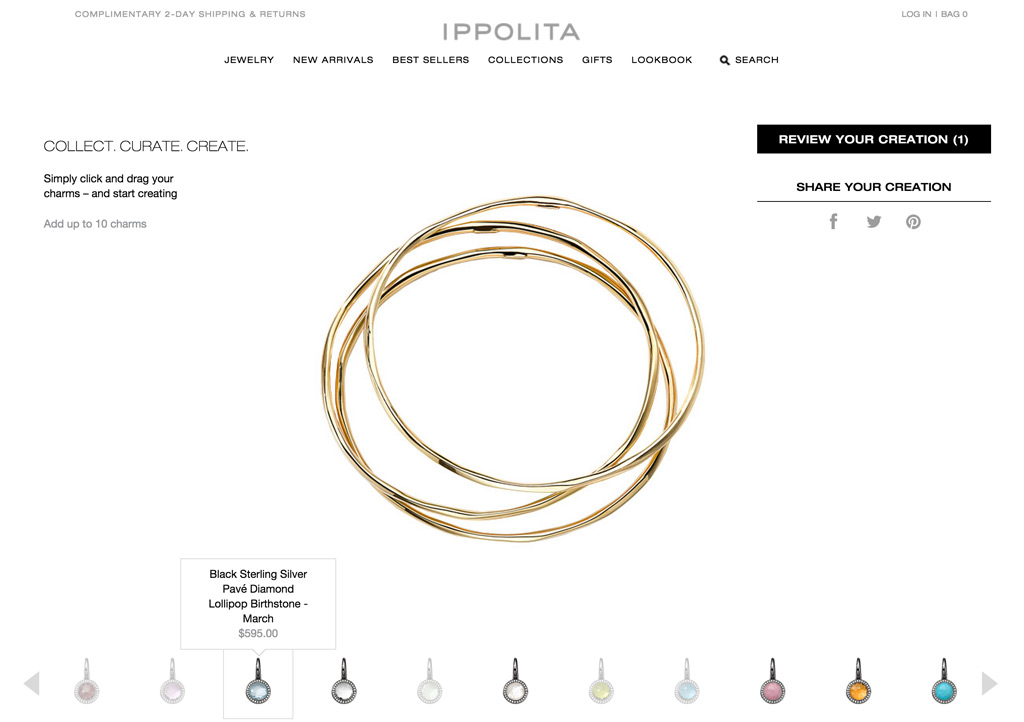 COMPLIMENTARY 2-DAY SHIPPING & RETURNS
LOG IN | BAG 0
IPPOLITA
JEWELRY NEW ARRIVALS BEST SELLERS COLLECTIONS GIFTS LOOKBOOK SEARCH
COLLECT. CURATE. CREATE.
Simply click and drag your
charms – and start creating
Add up to 10 charms
REVIEW YOUR CREATION (1)
SHARE YOUR CREATION
Black Sterling Silver
Pavé Diamond
Lollipop Birthstone -
March
$595.00